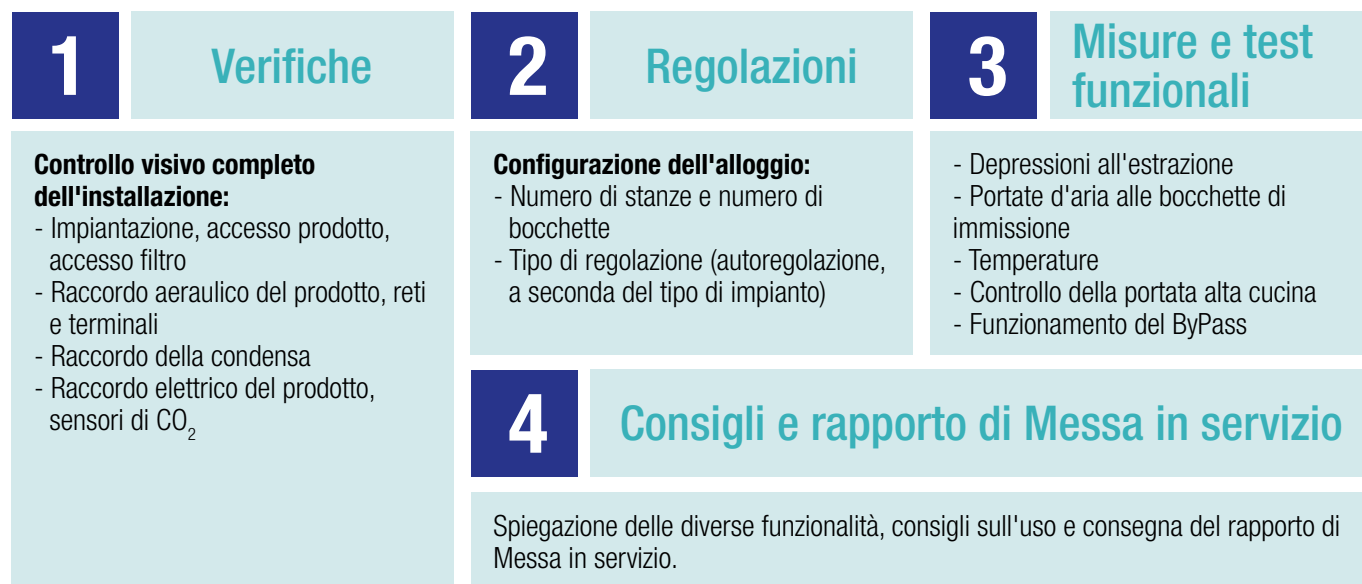 1
Verifiche
Controllo visivo completo
dell'installazione:
- Impiantazione, accesso prodotto,
accesso filtro
- Raccordo aeraulico del prodotto, reti
e terminali
- Raccordo della condensa
- Raccordo elettrico del prodotto,
sensori di CO₂
2
Regolazioni
Configurazione dell'alloggio:
- Numero di stanze e numero di
bocchette
- Tipo di regolazione (autoregolazione,
a seconda del tipo di impianto)
3
Misure e test
funzionali
- Depressioni all'estrazione
- Portate d'aria alle bocchette di
immissione
- Temperature
- Controllo della portata alta cucina
- Funzionamento del ByPass
4
Consigli e rapporto di Messa in servizio
Spiegazione delle diverse funzionalità, consigli sull'uso e consegna del rapporto di
Messa in servizio.